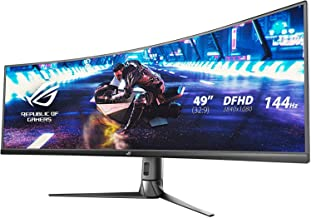 REPUBLIC OF
GAMERS
49"
(32:9)
DFHD
3840x1080
144Hz